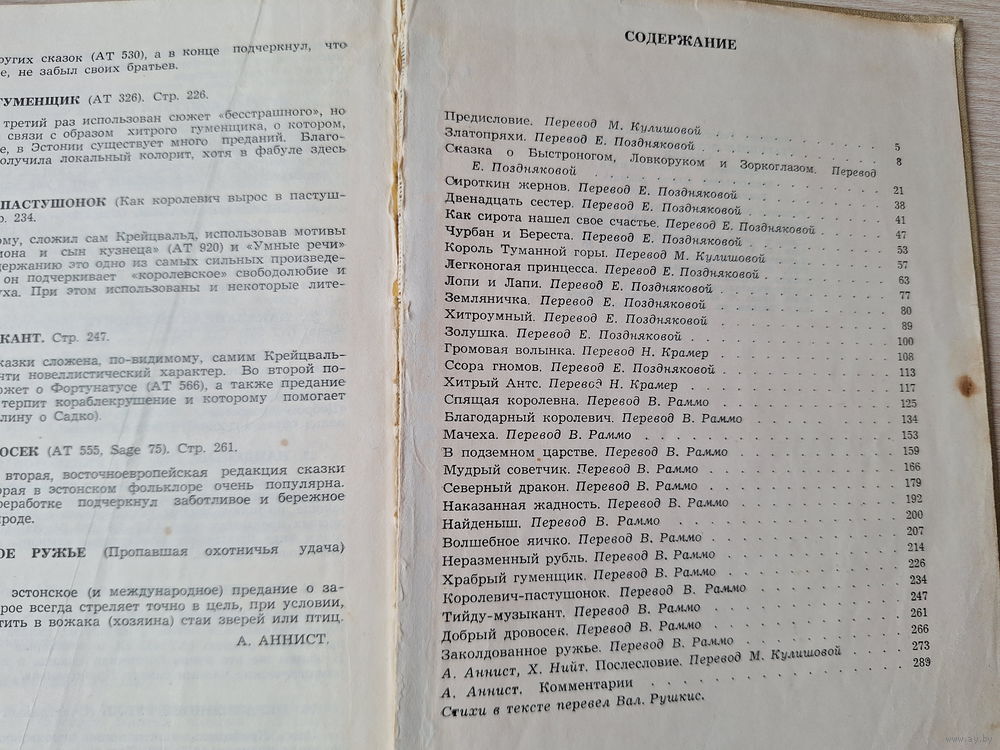 ругих сказок (АТ 530), а в конце подчеркнул, что
е, не забыл своих братьев.
ГУМЕНЩИК (АТ 326). Стр. 226.
третий раз использован сюжет «бесстрашного», но
связи с образом хитрого гуменщика, о котором,
е, в Эстонии существует много преданий. Благо-
олучила локальный колорит, хотя в фабуле здесь
ПАСТУШОНОК (Как королевич вырос в пастуш-
р. 234.
ому, сложил сам Крейцвальд, использовав мотивы
иона и сын кузнеца» (АТ 920) и «Умные речи»
держанию это одно из самых сильных произведе-
он подчеркивает «королевское» свободолюбие и
уха. При этом использованы и некоторые лите-
КАНТ. Стр. 247.
казки сложена, по-видимому, самим Крейцваль-
чти новеллистический характер. Во второй по-
южет о Фортунатусе (АТ 566), а также предание
терпит кораблекрушение и которому помогает
лину о Садко).
ОСЕК (АТ 555, Sage 75). Стр. 261.
вторая, восточноевропейская редакция сказки
орая в эстонском фольклоре очень популярна.
реработке подчеркнул заботливое и бережное
ироде.
ОЕ РУЖЬЕ (Пропавшая охотничья удача)
эстонское (и международное) предание о за-
рое всегда стреляет точно в цель, при условии,
тить в вожака (хозяина) стаи зверей или птиц.
А. АННИСТ.
СОДЕРЖАНИЕ
Предисловие. Перевод М. Кулишовой . . . . . 5
Златопряхи. Перевод Е. Поздняковой . . . . . 8
Сказка о Быстроногом, Ловкоруком и Зоркоглазом. Перевод
Е. Поздняковой . . . . . 21
Сироткин жернов. Перевод Е. Поздняковой . . . . . 38
Двенадцать сестер. Перевод Е. Поздняковой . . . . . 41
Как сирота нашел свое счастье. Перевод Е. Поздняковой . . . . . 47
Чурбан и Береста. Перевод Е. Поздняковой . . . . . 53
Король Туманной горы. Перевод М. Кулишовой . . . . . 57
Легконогая принцесса. Перевод Е. Поздняковой . . . . . 63
Лопи и Лапи. Перевод Е. Поздняковой . . . . . 77
Земляничка. Перевод Е. Поздняковой . . . . . 80
Хитроумный. Перевод Е. Поздняковой . . . . . 89
Золушка. Перевод Е. Поздняковой . . . . . 100
Громовая волынка. Перевод Н. Крамер . . . . . 108
Ссора гномов. Перевод Е. Поздняковой . . . . . 113
Хитрый Антс. Перевод Н. Крамер . . . . . 117
Спящая королевна. Перевод В. Раммо . . . . . 125
Благодарный королевич. Перевод В. Раммо . . . . . 134
Мачеха. Перевод В. Раммо . . . . . 153
В подземном царстве. Перевод В. Раммо . . . . . 159
Мудрый советчик. Перевод В. Раммо . . . . . 166
Северный дракон. Перевод В. Раммо . . . . . 179
Наказанная жадность. Перевод В. Раммо . . . . . 192
Найденыш. Перевод В. Раммо . . . . . 200
Волшебное яичко. Перевод В. Раммо . . . . . 207
Неразменный рубль. Перевод В. Раммо . . . . . 214
Храбрый гуменщик. Перевод В. Раммо . . . . . 226
Королевич-пастушонок. Перевод В. Раммо . . . . . 234
Тийду-музыкант. Перевод В. Раммо . . . . . 247
Добрый дровосек. Перевод В. Раммо . . . . . 261
Заколдованное ружье. Перевод В. Раммо . . . . . 266
А. Аннист, Х. Нийт. Послесловие. Перевод М. Кулишовой . . . . . 273
А. Аннист. Комментарии . . . . . 289
Стихи в тексте перевел Вал. Рушкис.
www.ay.by